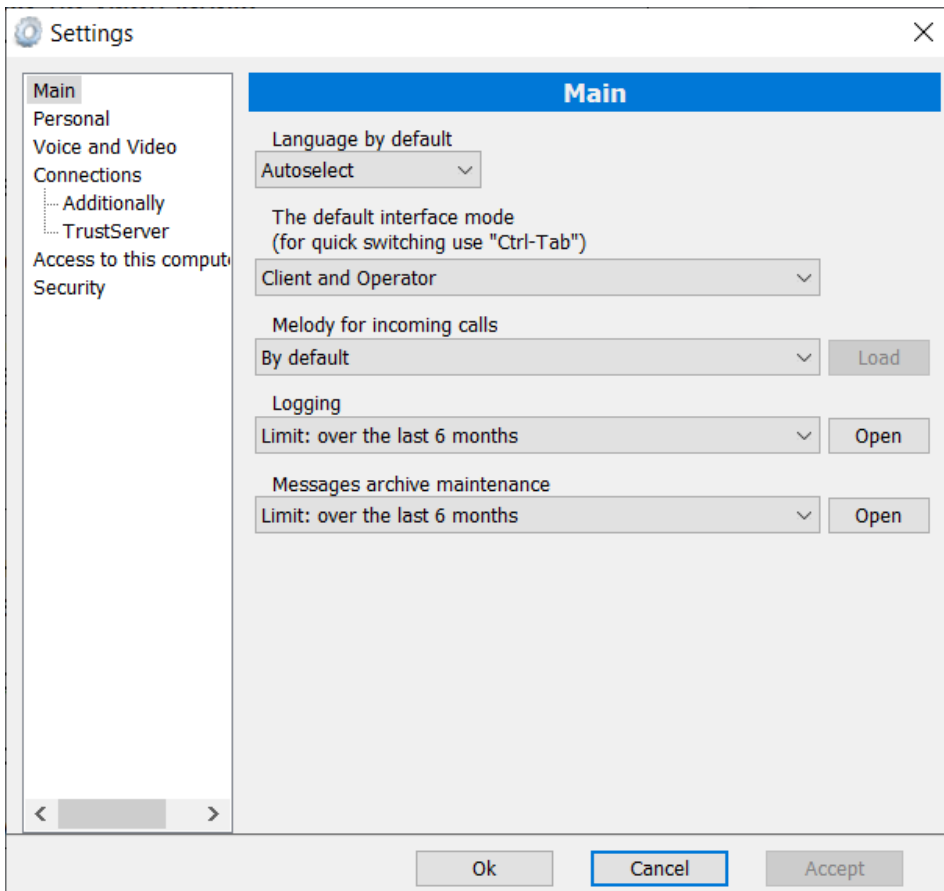 Settings
Main
Personal
Voice and Video
Connections
Additionally
TrustServer
Access to this compute
Security
Main
Language by default
Autoselect
The default interface mode
(for quick switching use "Ctrl-Tab")
Client and Operator
Melody for incoming calls
By default
Load
Logging
Limit: over the last 6 months
Open
Messages archive maintenance
Limit: over the last 6 months
Open
Ok
Cancel
Accept